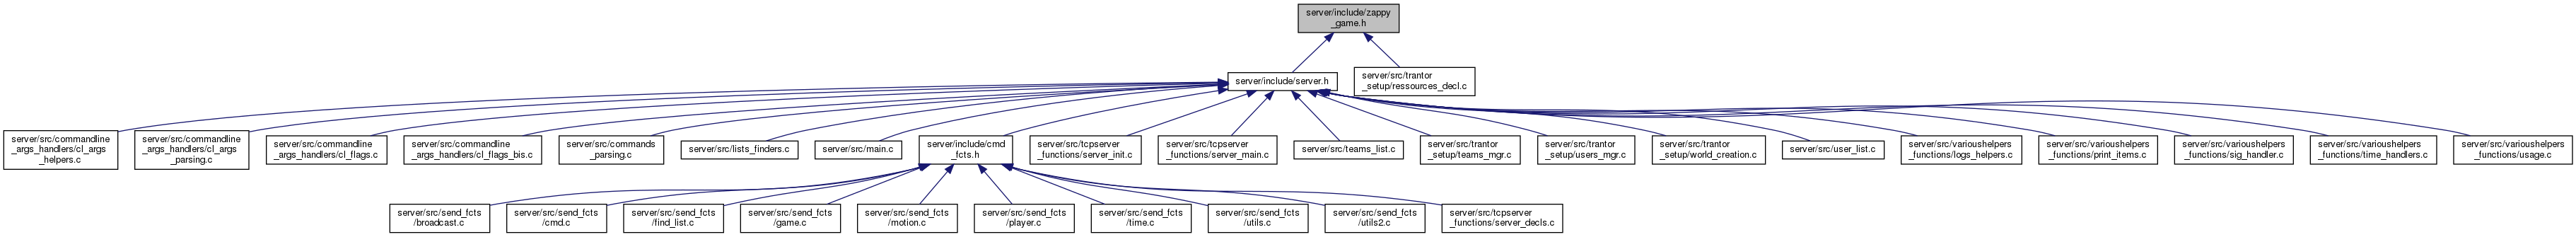 server/include/zappy
_game.h
server/include/server.h
server/src/trantor
_setup/ressources_decl.c
server/src/commandline
_args_handlers/cl_args
_helpers.c
server/src/commandline
_args_handlers/cl_args
_parsing.c
server/src/commandline
_args_handlers/cl_flags.c
server/src/commandline
_args_handlers/cl_flags_bis.c
server/src/commands
_parsing.c
server/src/lists_finders.c
server/src/main.c
server/include/cmd
_fcts.h
server/src/tcpserver
_functions/server_init.c
server/src/tcpserver
_functions/server_main.c
server/src/teams_list.c
server/src/trantor
_setup/teams_mgr.c
server/src/trantor
_setup/users_mgr.c
server/src/trantor
_setup/world_creation.c
server/src/user_list.c
server/src/varioushelpers
_functions/logs_helpers.c
server/src/varioushelpers
_functions/print_items.c
server/src/varioushelpers
_functions/sig_handler.c
server/src/varioushelpers
_functions/time_handlers.c
server/src/varioushelpers
_functions/usage.c
server/src/send_fcts
/broadcast.c
server/src/send_fcts
/cmd.c
server/src/send_fcts
/find_list.c
server/src/send_fcts
/game.c
server/src/send_fcts
/motion.c
server/src/send_fcts
/player.c
server/src/send_fcts
/time.c
server/src/send_fcts
/utils.c
server/src/send_fcts
/utils2.c
server/src/tcpserver
_functions/server_decls.c